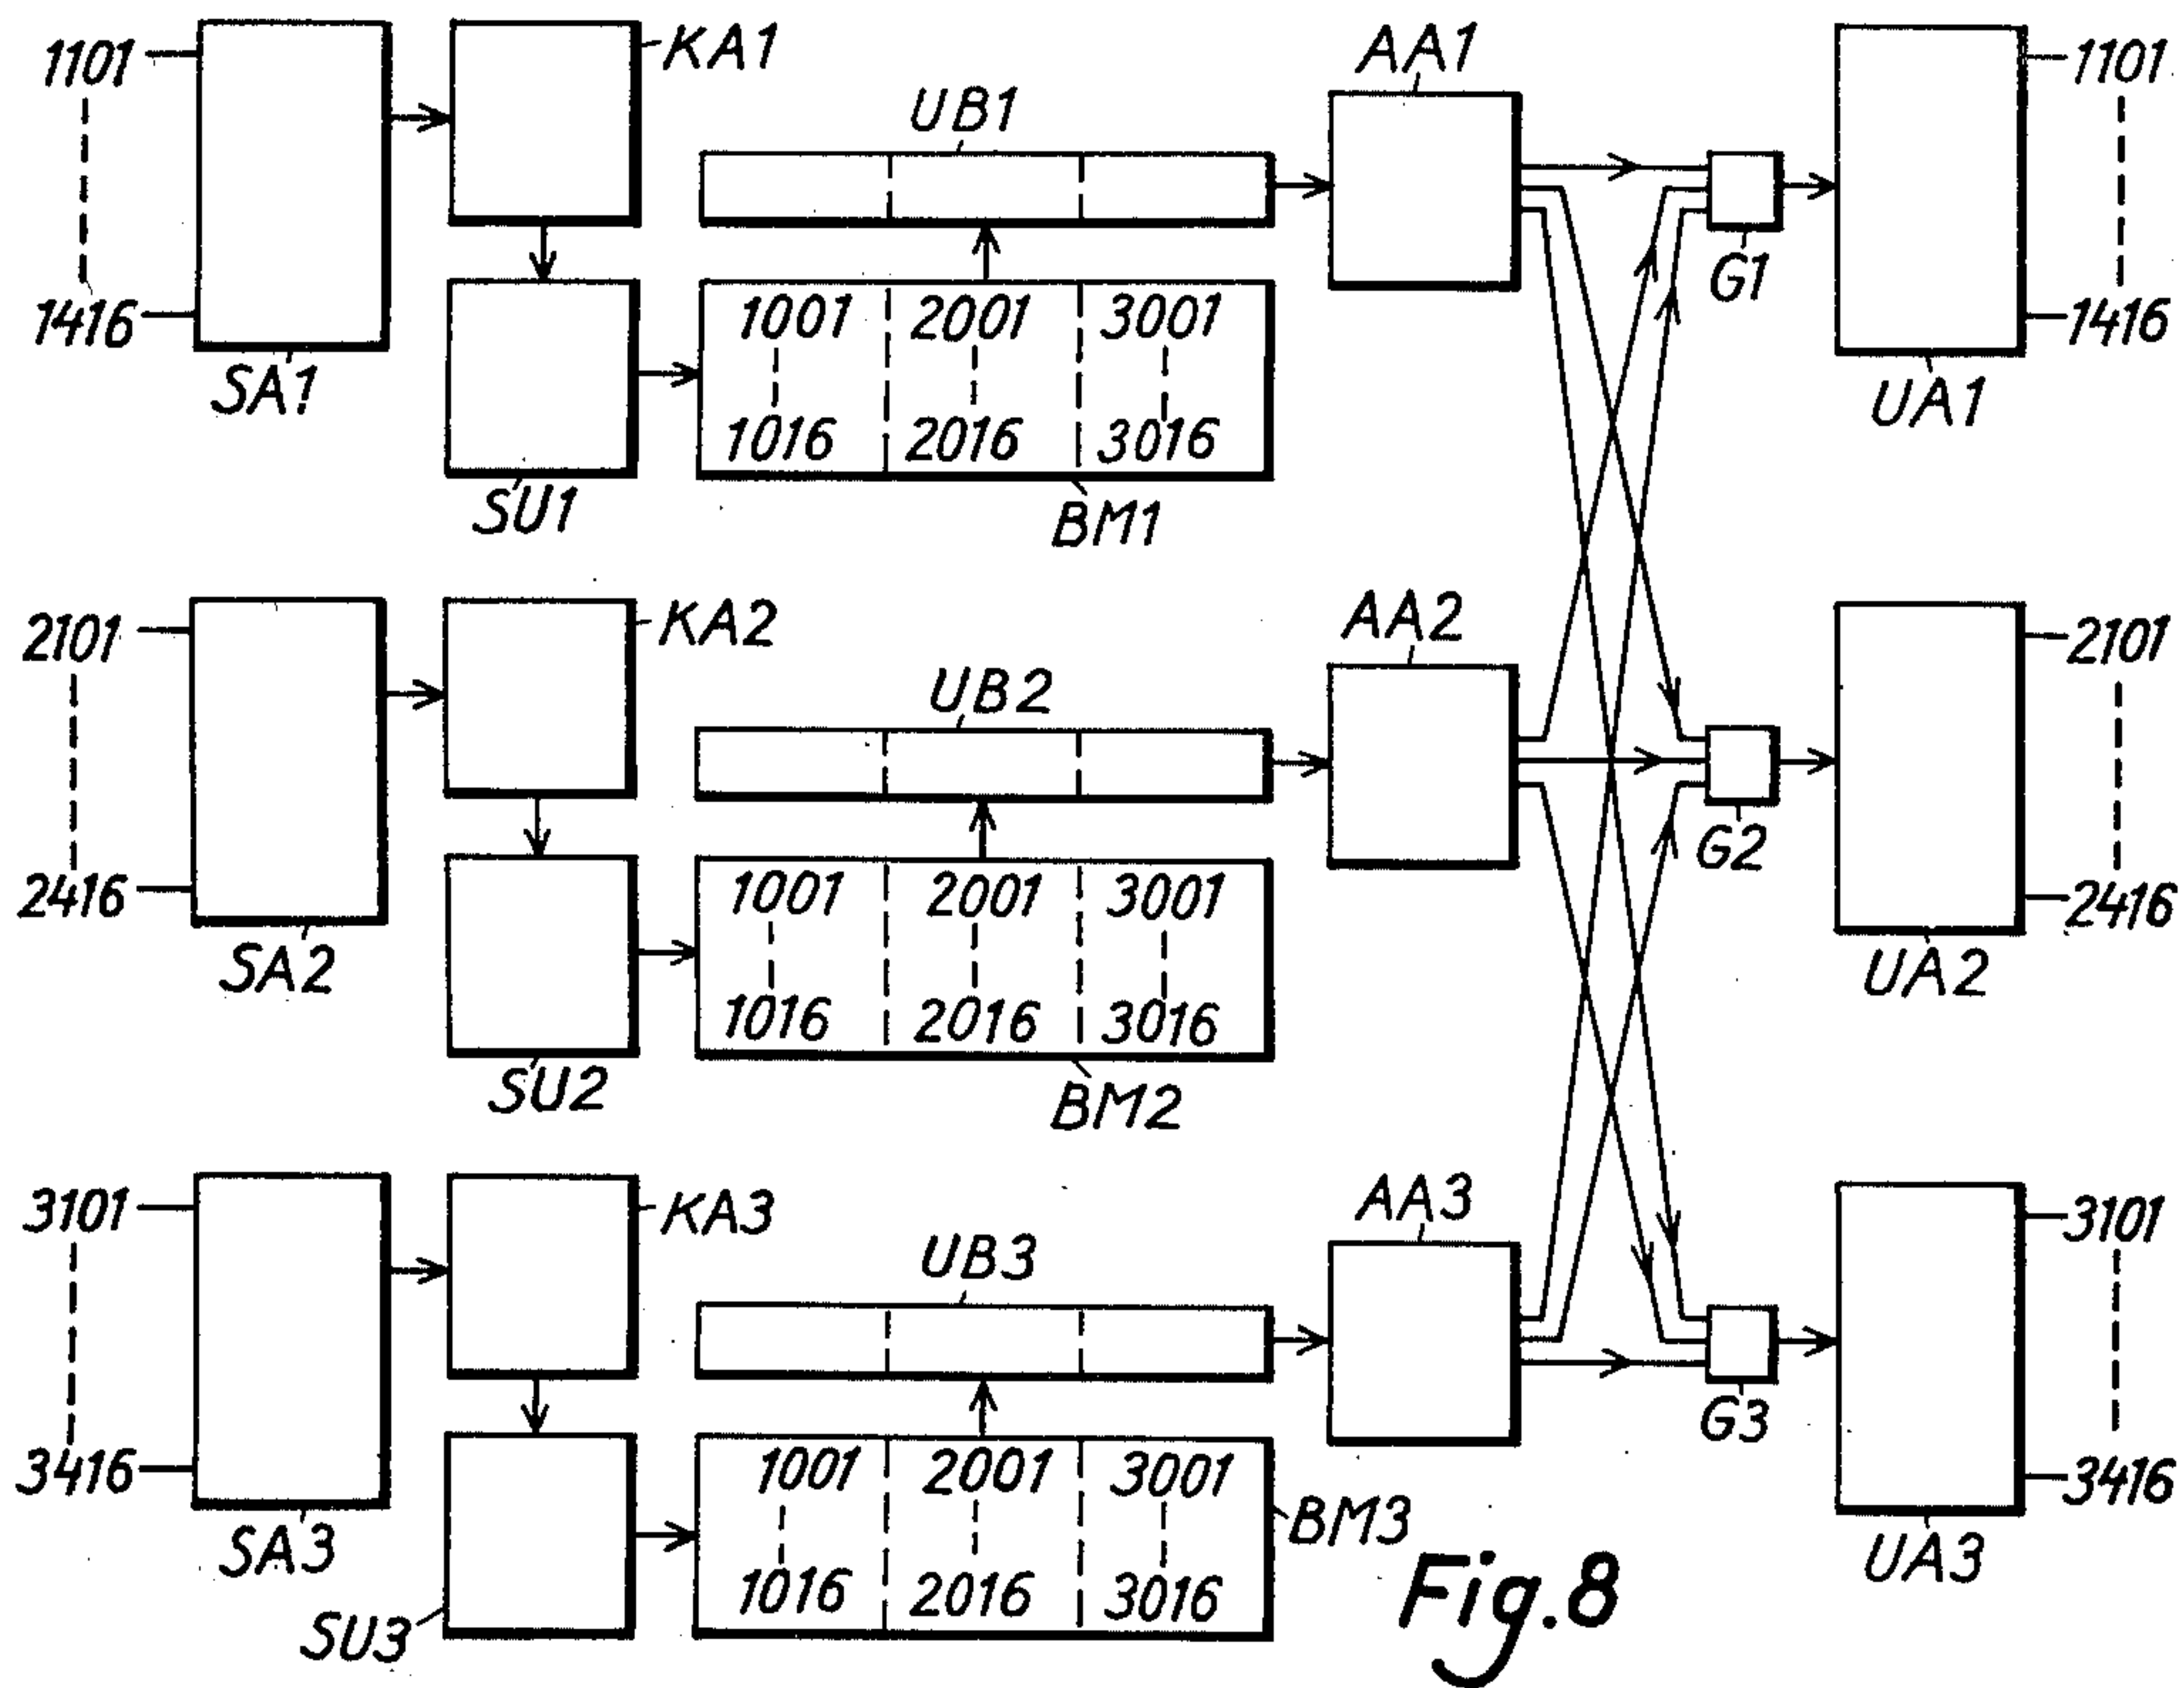 1101
1416
SA1
KA1
SU1
UB1
1001 2001 3001
1016 2016 3016
BM1
AA1
G1
1101
1416
UA1
2101
2416
SA2
KA2
SU2
UB2
1001 2001 3001
1016 2016 3016
BM2
AA2
G2
2101
2416
UA2
3101
3416
SA3
KA3
SU3
UB3
1001 2001 3001
1016 2016 3016
BM3
AA3
G3
3101
3416
UA3
Fig.8